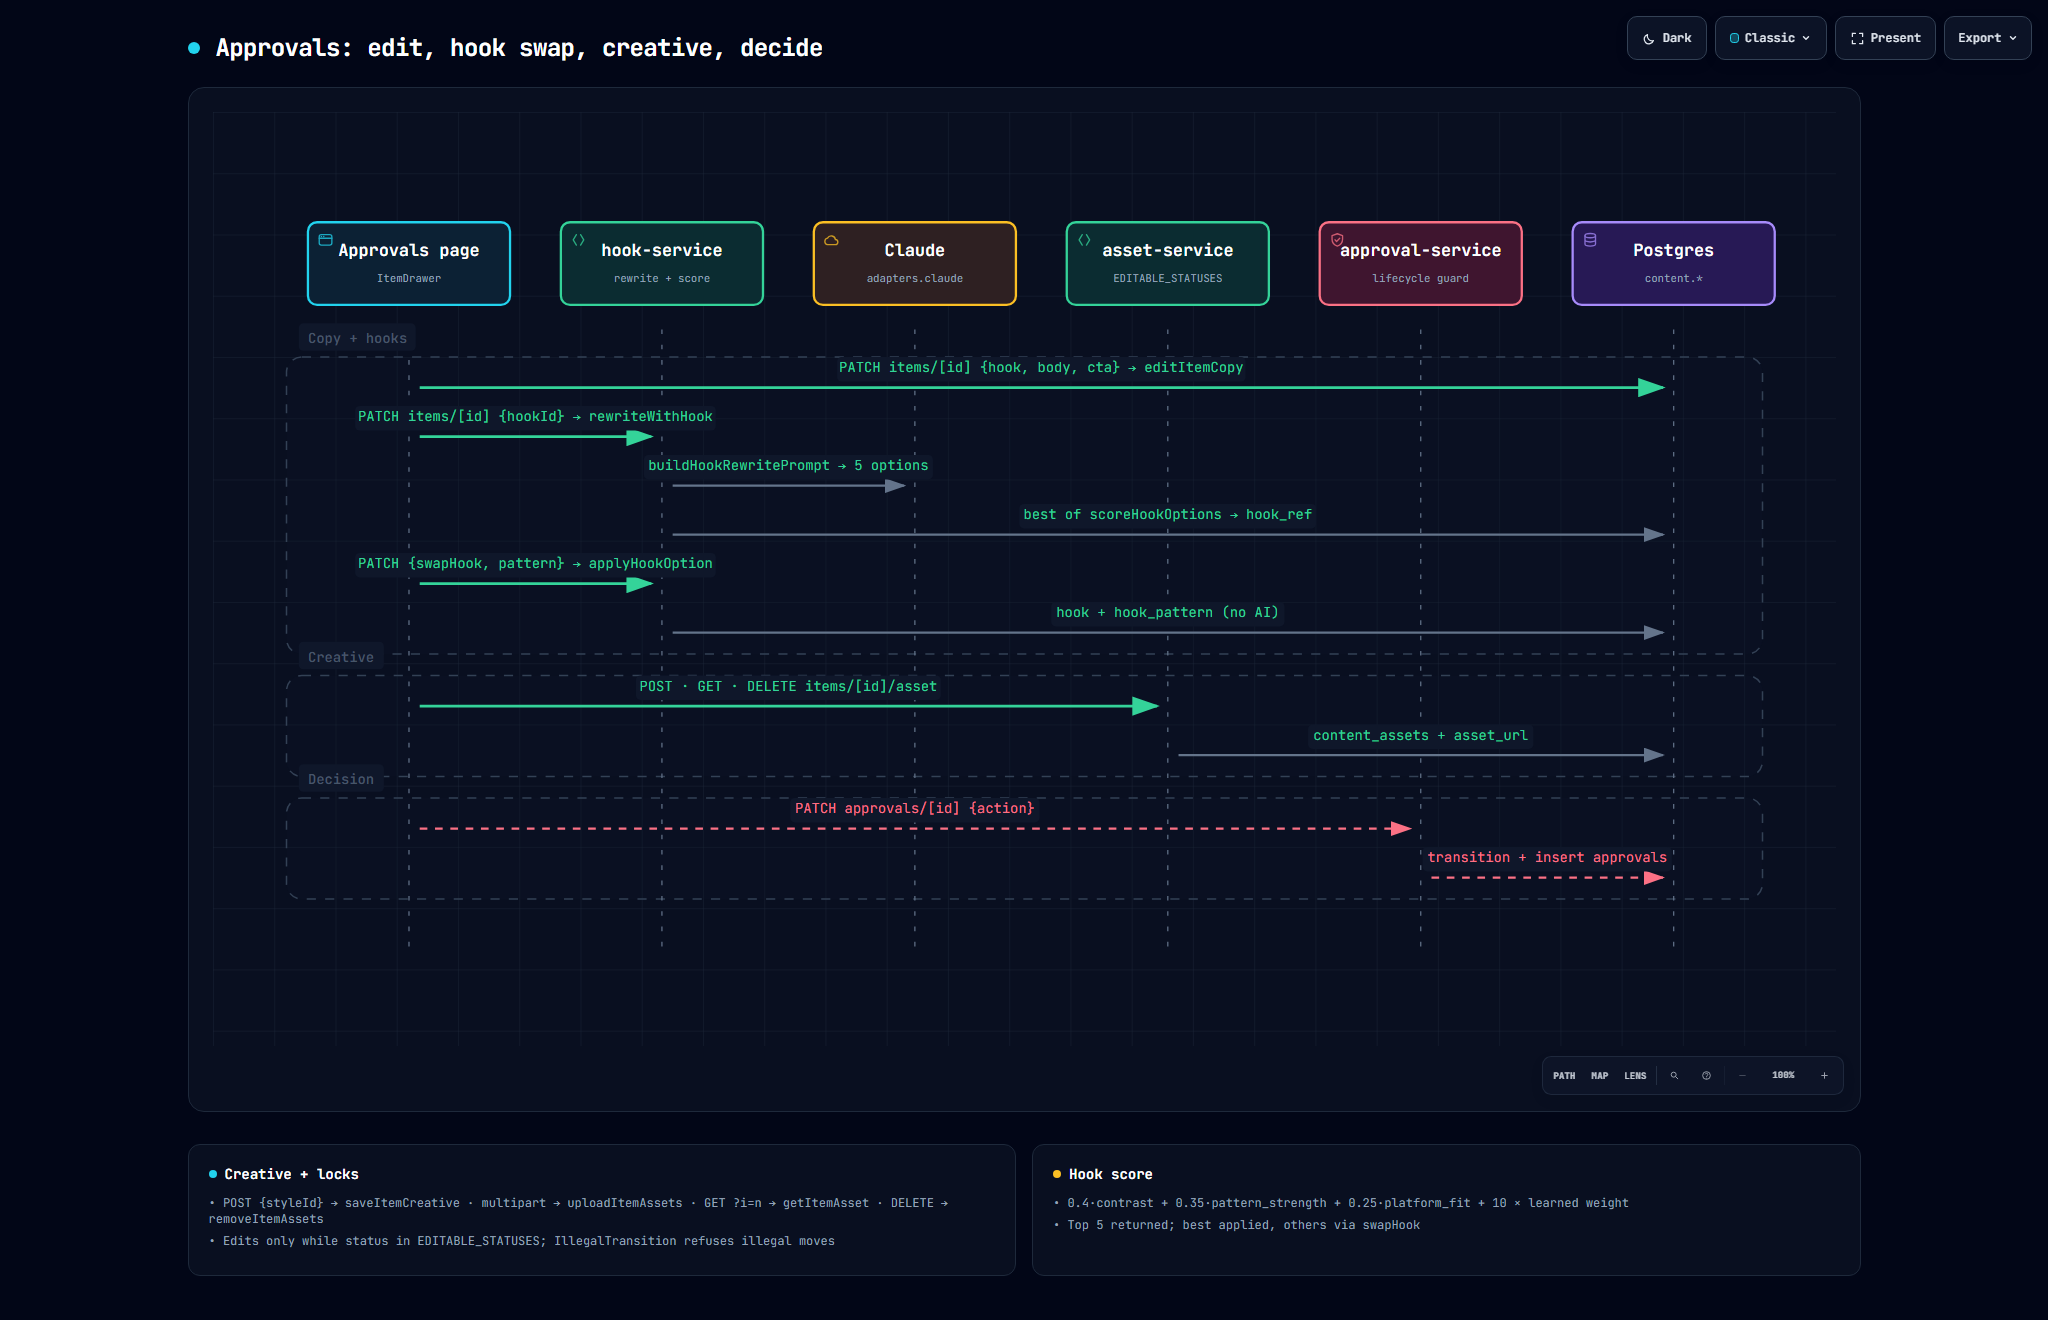 Approvals: edit, hook swap, creative, decide
Dark
Classic
Present
Export
Approvals page
ItemDrawer
hook-service
rewrite + score
Claude
adapters.claude
asset-service
EDITABLE_STATUSES
approval-service
lifecycle guard
Postgres
content.*
Copy + hooks
PATCH items/[id] {hook, body, cta} → editItemCopy
PATCH items/[id] {hookId} → rewriteWithHook
buildHookRewritePrompt → 5 options
best of scoreHookOptions → hook_ref
PATCH {swapHook, pattern} → applyHookOption
hook + hook_pattern (no AI)
Creative
POST · GET · DELETE items/[id]/asset
content_assets + asset_url
Decision
PATCH approvals/[id] {action}
transition + insert approvals
PATH
MAP
LENS
100%
Creative + locks
• POST {styleId} → saveItemCreative · multipart → uploadItemAssets · GET ?i=n → getItemAsset · DELETE →
removeItemAssets
• Edits only while status in EDITABLE_STATUSES; IllegalTransition refuses illegal moves
Hook score
• 0.4·contrast + 0.35·pattern_strength + 0.25·platform_fit + 10 × learned weight
• Top 5 returned; best applied, others via swapHook